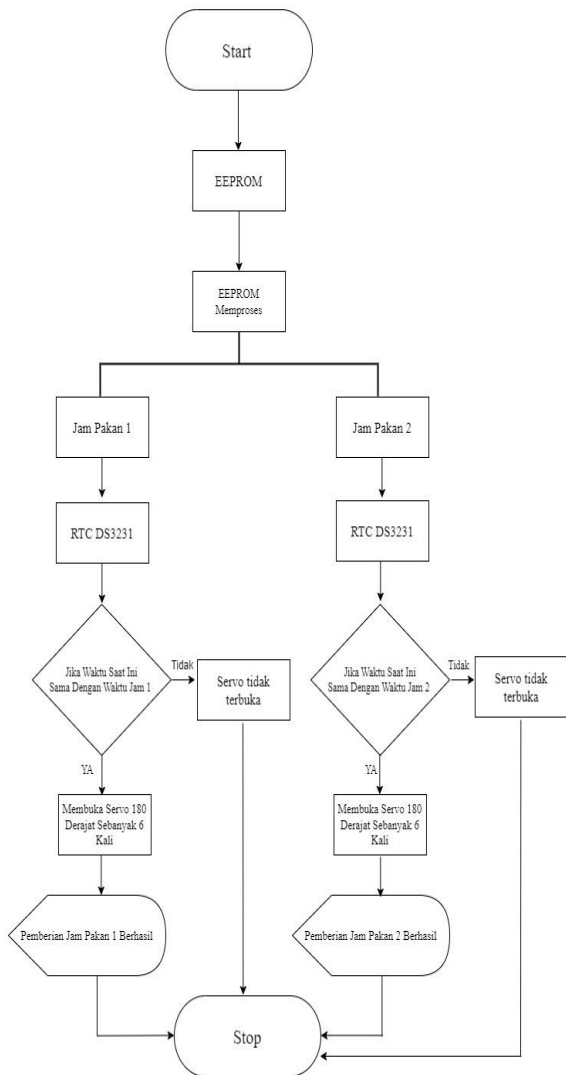 Start
EEPROM
EEPROM
Memproses
Jam Pakan 1
Jam Pakan 2
RTC DS3231
RTC DS3231
Jika Waktu Saat Ini
Sama Dengan Waktu Jam 1
Tidak
Servo tidak
terbuka
Jika Waktu Saat Ini
Sama Dengan Waktu Jam 2
Tidak
Servo tidak
terbuka
YA
YA
Membuka Servo 180
Derajat Sebanyak 6
Kali
Membuka Servo 180
Derajat Sebanyak 6
Kali
Pemberian Jam Pakan 1 Berhasil
Pemberian Jam Pakan 2 Berhasil
Stop